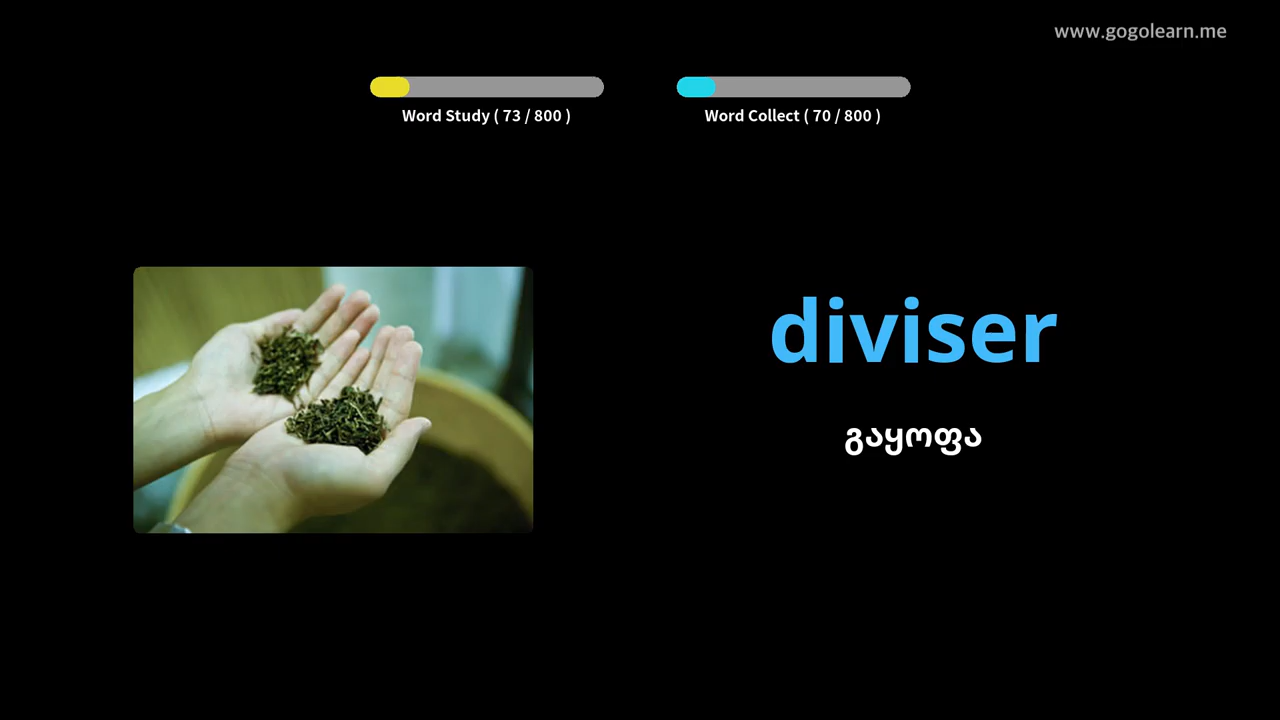 www.gogolearn.me
Word Study ( 73 / 800 )
Word Collect ( 70 / 800 )
diviser
გაყოფა